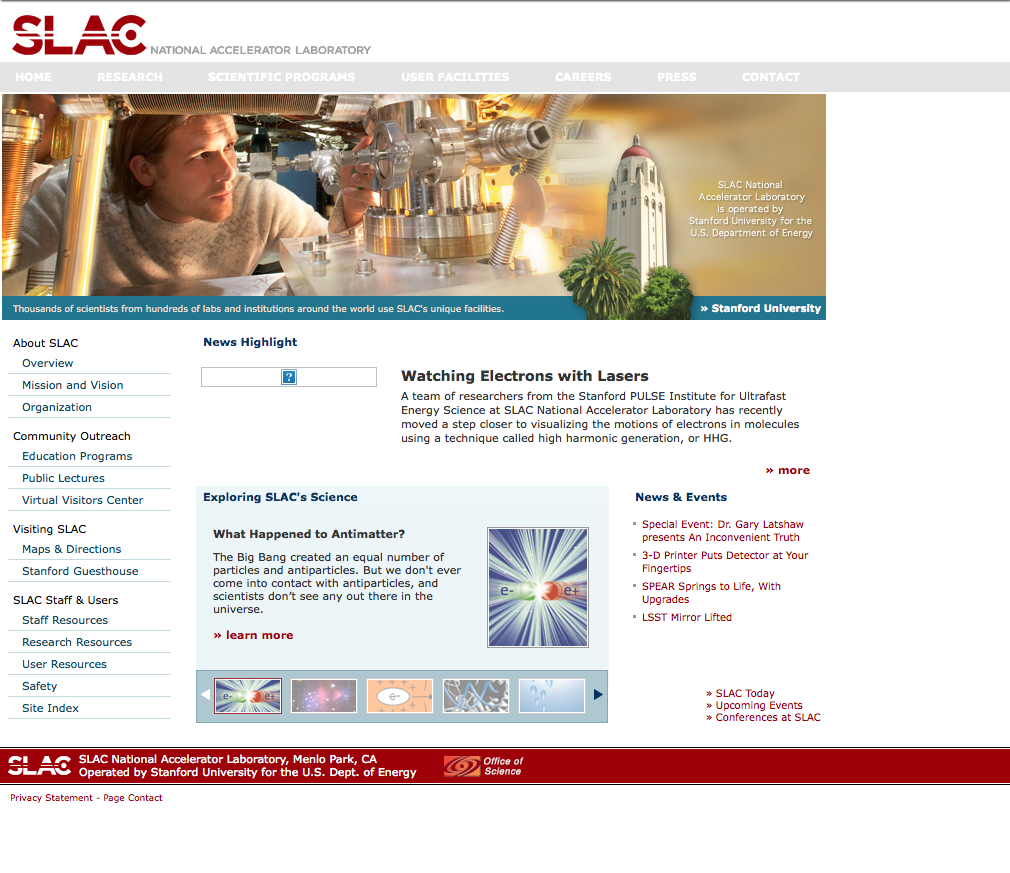 SLAC NATIONAL ACCELERATOR LABORATORY
HOME RESEARCH SCIENTIFIC PROGRAMS USER FACILITIES CAREERS PRESS CONTACT
SLAC National
Accelerator Laboratory
is operated by
Stanford University for the
U.S. Department of Energy
Thousands of scientists from hundreds of labs and institutions around the world use SLAC's unique facilities.
» Stanford University
About SLAC
Overview
Mission and Vision
Organization
Community Outreach
Education Programs
Public Lectures
Virtual Visitors Center
Visiting SLAC
Maps & Directions
Stanford Guesthouse
SLAC Staff & Users
Staff Resources
Research Resources
User Resources
Safety
Site Index
News Highlight
?
Watching Electrons with Lasers
A team of researchers from the Stanford PULSE Institute for Ultrafast
Energy Science at SLAC National Accelerator Laboratory has recently
moved a step closer to visualizing the motions of electrons in molecules
using a technique called high harmonic generation, or HHG.
» more
Exploring SLAC's Science
What Happened to Antimatter?
The Big Bang created an equal number of
particles and antiparticles. But we don't ever
come into contact with antiparticles, and
scientists don’t see any out there in the
universe.
» learn more
e- e+
e- e+
e-
News & Events
Special Event: Dr. Gary Latshaw
presents An Inconvenient Truth
3-D Printer Puts Detector at Your
Fingertips
SPEAR Springs to Life, With
Upgrades
LSST Mirror Lifted
» SLAC Today
» Upcoming Events
» Conferences at SLAC
SLAC
SLAC National Accelerator Laboratory, Menlo Park, CA
Operated by Stanford University for the U.S. Dept. of Energy
Office of
Science
Privacy Statement - Page Contact